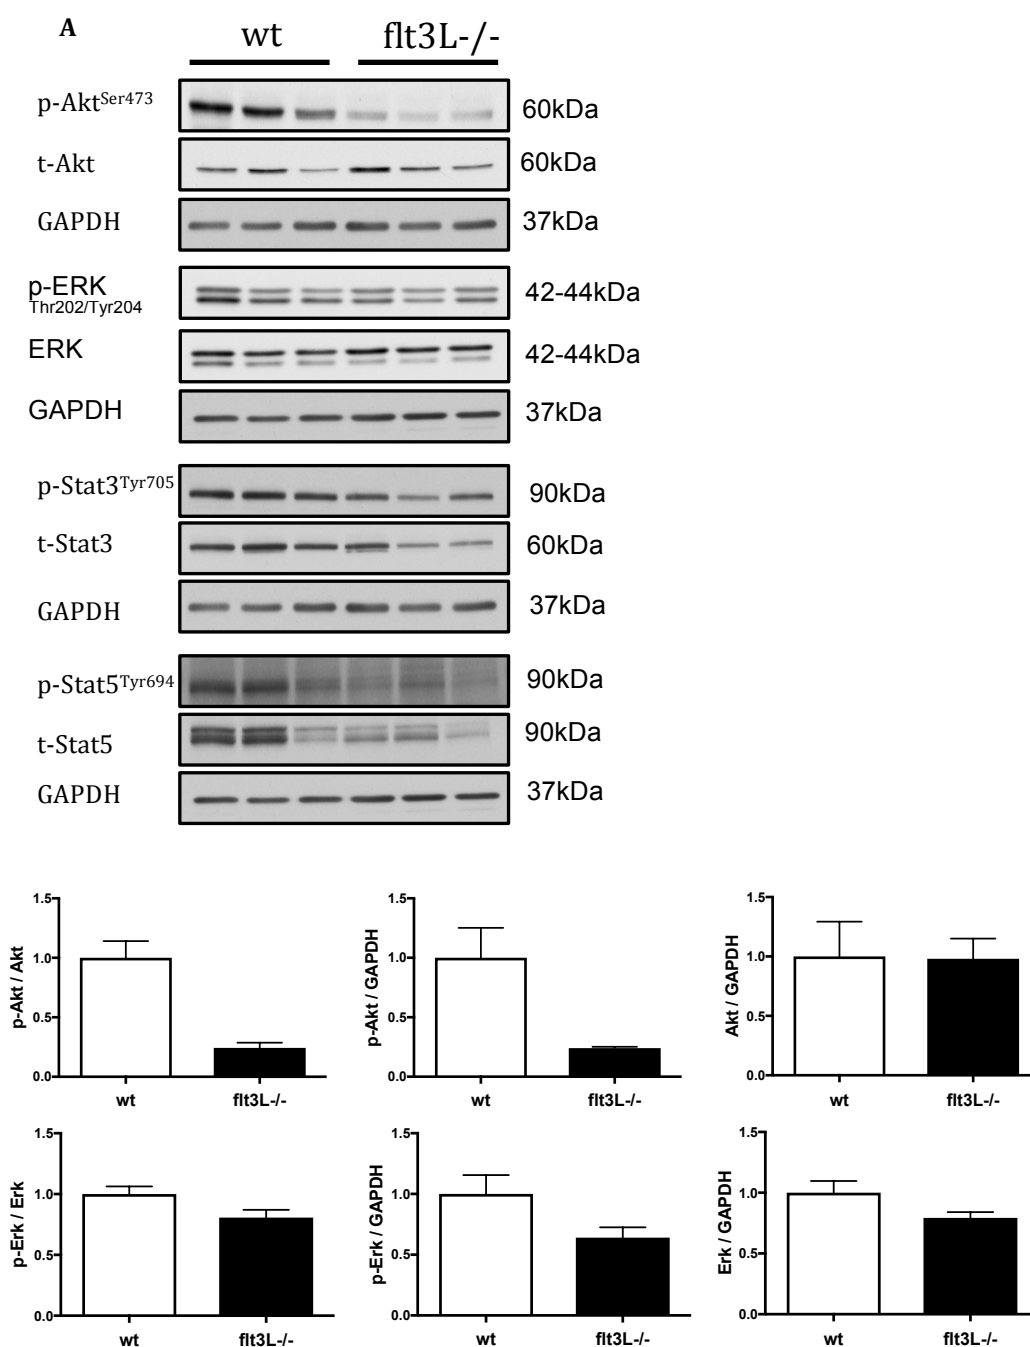 A
wt flt3L-/-
p-AktSer473 60kDa
t-Akt 60kDa
GAPDH 37kDa
p-ERK 42-44kDa
Thr202/Tyr204
ERK 42-44kDa
GAPDH 37kDa
p-Stat3Tyr705 90kDa
t-Stat3 60kDa
GAPDH 37kDa
p-Stat5Tyr694 90kDa
t-Stat5 90kDa
GAPDH 37kDa
p-Akt / Akt
1.5
1.0
0.5
0.0
wt flt3L-/-
p-Akt / GAPDH
1.5
1.0
0.5
0.0
wt flt3L-/-
Akt / GAPDH
1.5
1.0
0.5
0.0
wt flt3L-/-
p-Erk / Erk
1.5
1.0
0.5
0.0
wt flt3L-/-
p-Erk / GAPDH
1.5
1.0
0.5
0.0
wt flt3L-/-
Erk / GAPDH
1.5
1.0
0.5
0.0
wt flt3L-/-